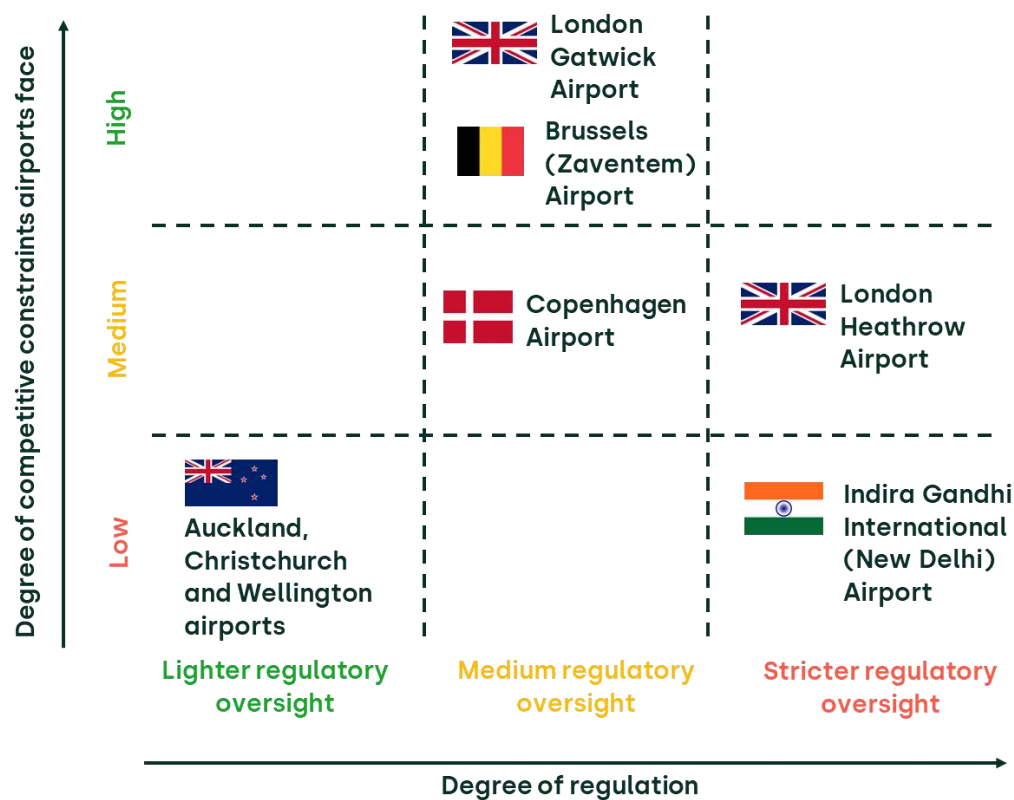 Degree of competitive constraints airports face
High
London
Gatwick
Airport
Brussels
(Zaventem)
Airport
Medium
Copenhagen
Airport
London
Heathrow
Airport
Low
Auckland,
Christchurch
and Wellington
airports
Indira Gandhi
International
(New Delhi)
Airport
Lighter regulatory
oversight
Medium regulatory
oversight
Stricter regulatory
oversight
Degree of regulation